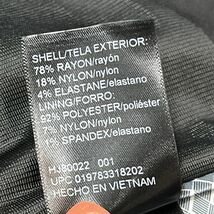 SHELL/TELA EXTERIOR:
78% RAYON/rayón
18% NYLON/nylon
4% ELASTANE/elastano
LINING/FORRO:
92% POLYESTER/poliéster
7% NYLON/nylon
1% SPANDEX/elastano
HJ80022 001
UPC 019783318202
HECHO EN VIETNAM